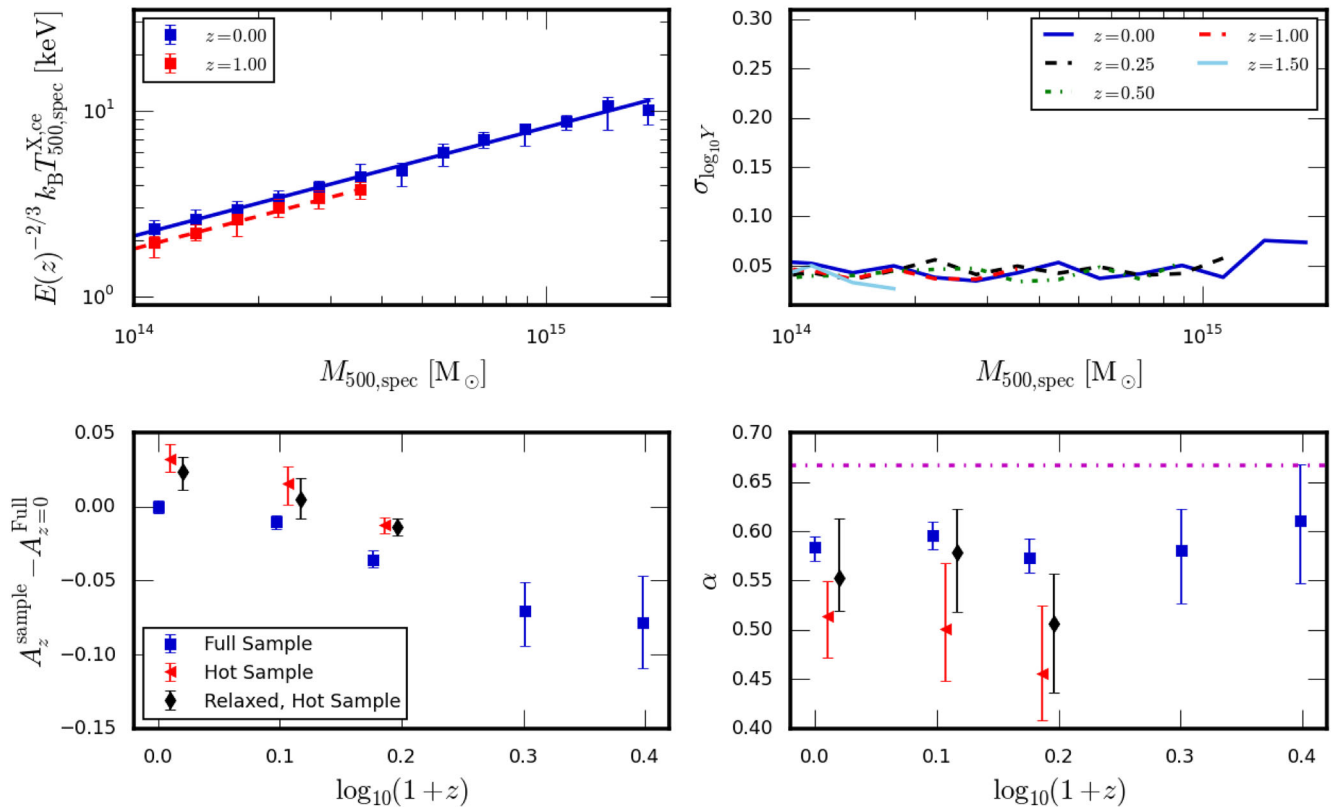 E(z)^{-2/3} k_B T^{X,ce}_{500,spec} [keV]
10^1
10^0
z=0.00
z=1.00
10^14
10^15
M_{500,spec} [M_⊙]
σ_{log_{10}Y}
0.30
0.25
0.20
0.15
0.10
0.05
z=0.00
z=0.25
z=0.50
z=1.00
z=1.50
10^14
10^15
M_{500,spec} [M_⊙]
A_z^{sample} − A_{z=0}^{Full}
0.05
0.00
−0.05
−0.10
−0.15
Full Sample
Hot Sample
Relaxed, Hot Sample
0.0
0.1
0.2
0.3
0.4
log_{10}(1+z)
α
0.70
0.65
0.60
0.55
0.50
0.45
0.40
0.0
0.1
0.2
0.3
0.4
log_{10}(1+z)